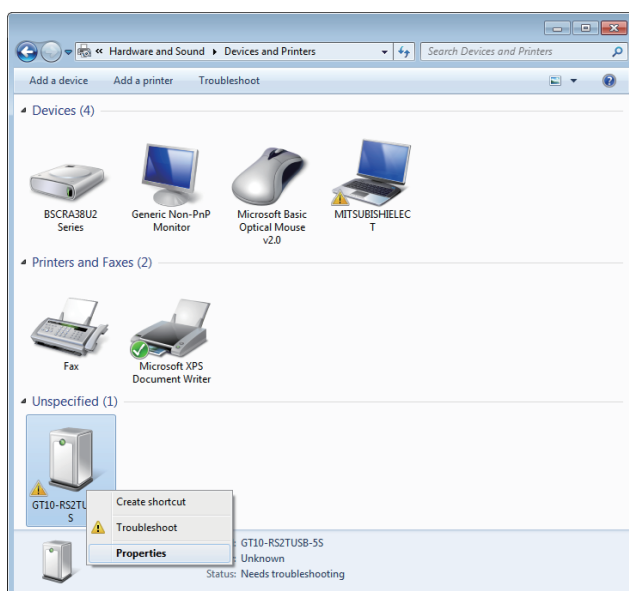 « Hardware and Sound ▸ Devices and Printers Search Devices and Printers
Add a device Add a printer Troubleshoot
Devices (4)
BSCRA38U2 Generic Non-PnP Microsoft Basic MITSUBISHIELEC
Series Monitor Optical Mouse T
v2.0
Printers and Faxes (2)
Fax Microsoft XPS
Document Writer
Unspecified (1)
GT10-RS2TU
S
Create shortcut
Troubleshoot
Properties
: GT10-RS2TUSB-5S
: Unknown
Status: Needs troubleshooting